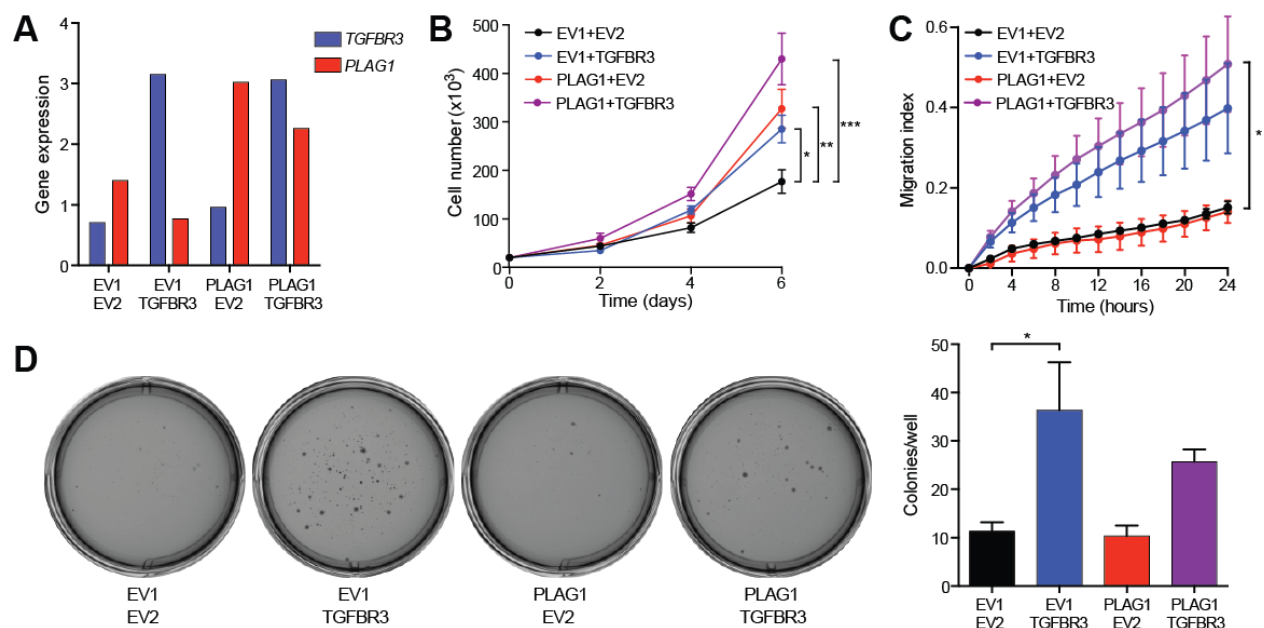 A
Gene expression
4
3
2
1
0
TGFBR3
PLAG1
EV1 EV1 PLAG1 PLAG1
EV2 TGFBR3 EV2 TGFBR3
B
Cell number (x10³)
500
400
300
200
100
0
EV1+EV2
EV1+TGFBR3
PLAG1+EV2
PLAG1+TGFBR3
*
**
***
0 2 4 6
Time (days)
C
Migration index
0.6
0.4
0.2
0.0
EV1+EV2
EV1+TGFBR3
PLAG1+EV2
PLAG1+TGFBR3
*
0 4 8 12 16 20 24
Time (hours)
D
EV1 EV1 PLAG1 PLAG1
EV2 TGFBR3 EV2 TGFBR3
Colonies/well
50
40
30
20
10
0
*
EV1 EV1 PLAG1 PLAG1
EV2 TGFBR3 EV2 TGFBR3